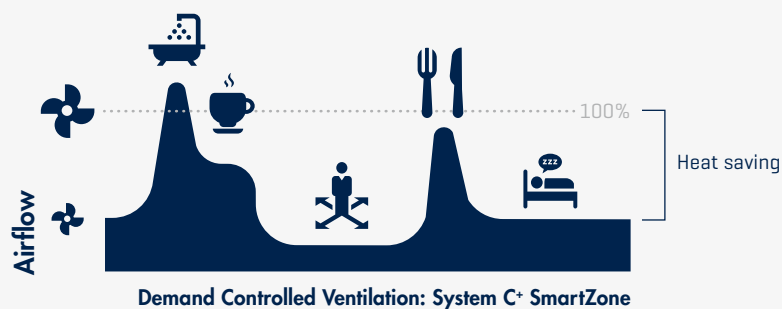 100%
Heat saving
zzz
Airflow
Demand Controlled Ventilation: System C⁺ SmartZone